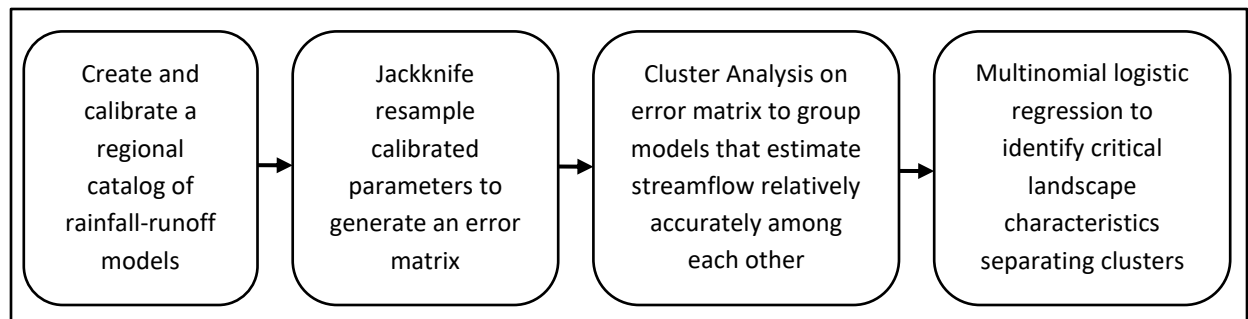 Create and
calibrate a
regional
catalog of
rainfall-runoff
models
Jackknife
resample
calibrated
parameters to
generate an error
matrix
Cluster Analysis on
error matrix to group
models that estimate
streamflow relatively
accurately among
each other
Multinomial logistic
regression to
identify critical
landscape
characteristics
separating clusters